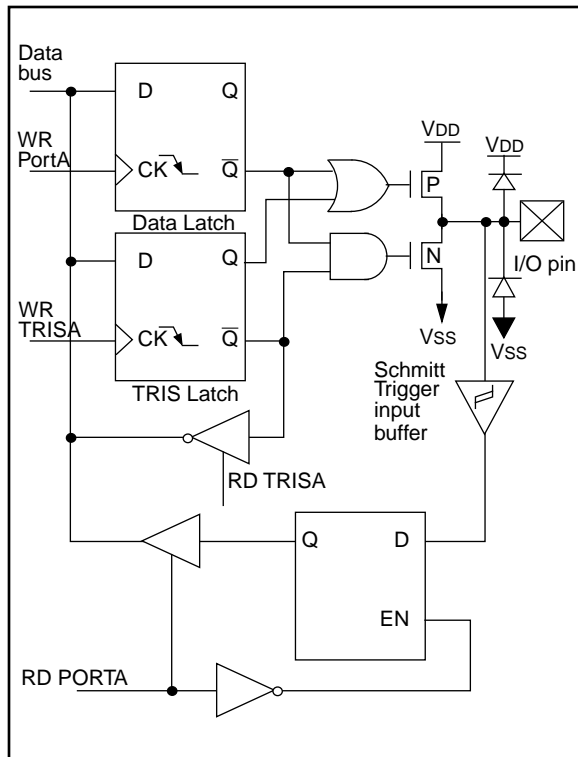 Data
bus
D
Q
VDD
VDD
WR
PortA
CK
Q̅
P
Data Latch
D
Q
N
I/O pin
WR
TRISA
CK
Q̅
VSS
VSS
TRIS Latch
Schmitt
Trigger
input
buffer
RD TRISA
Q
D
EN
RD PORTA